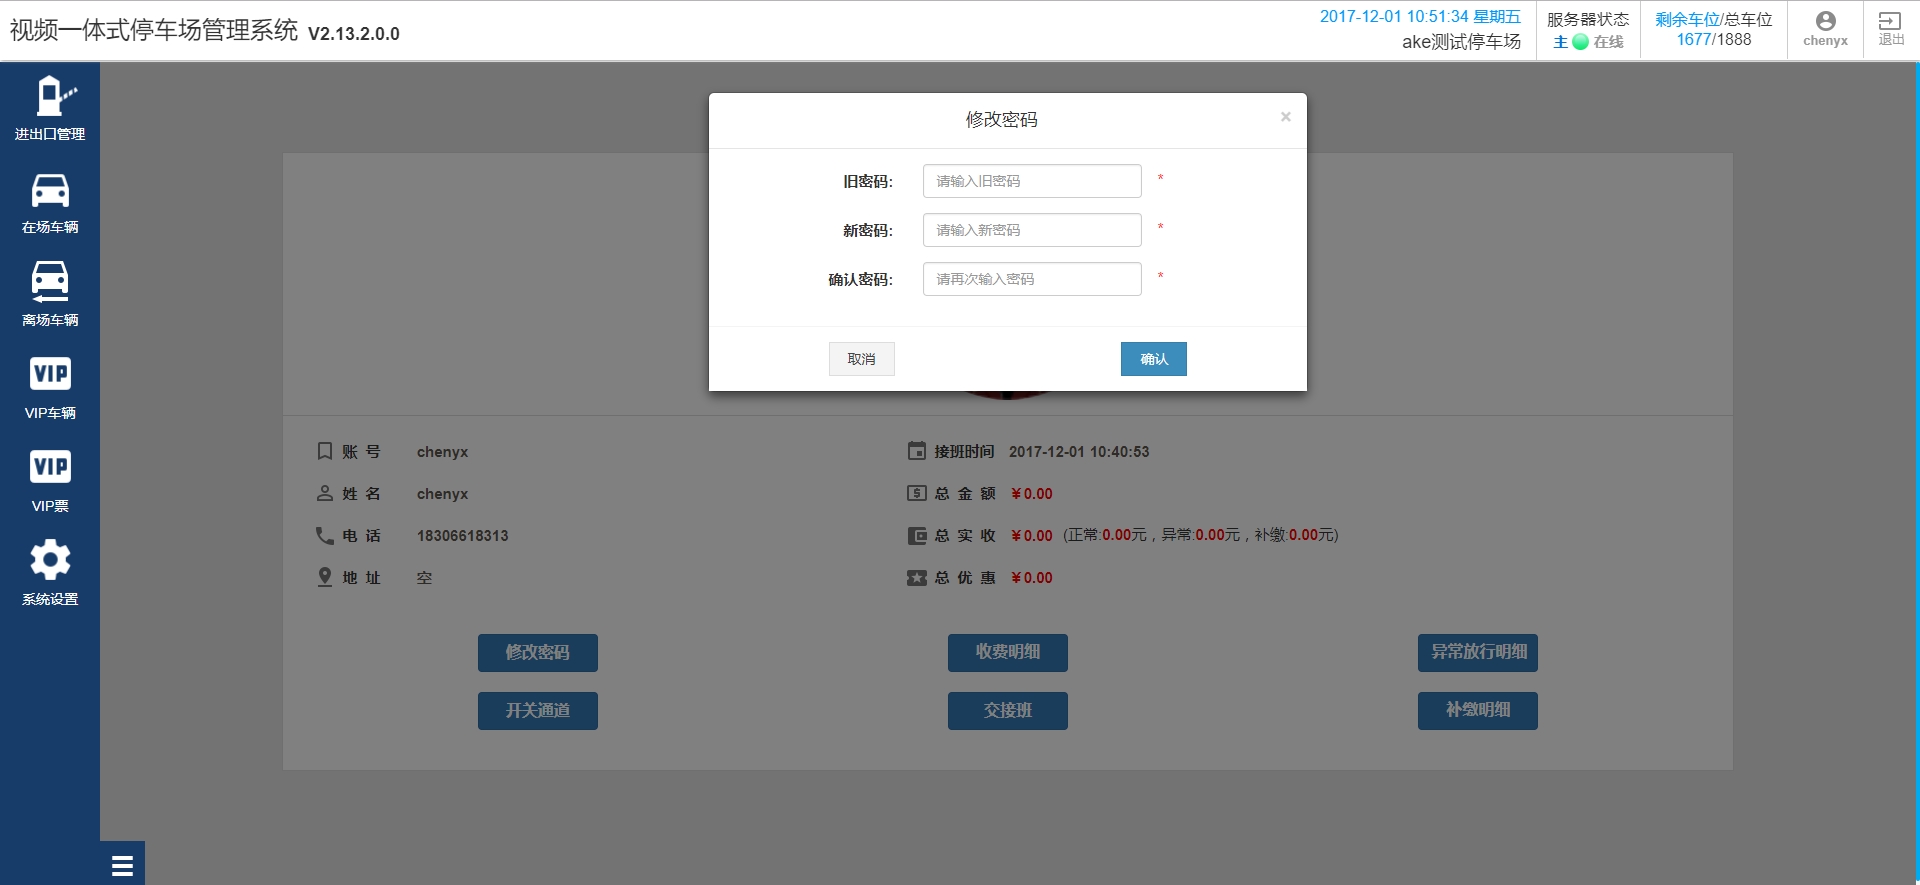 视频一体式停车场管理系统 V2.13.2.0.0
2017-12-01 10:51:34 星期五
ake测试停车场
服务器状态
主 在线
剩余车位/总车位
1677/1888
chenyx
退出
进出口管理
在场车辆
离场车辆
VIP
VIP车辆
VIP
VIP票
系统设置
修改密码 ×
旧密码: 请输入旧密码 *
新密码: 请输入新密码 *
确认密码: 请再次输入密码 *
取消 确认
账 号 chenyx
姓 名 chenyx
电 话 18306618313
地 址 空
接班时间 2017-12-01 10:40:53
总 金 额 ¥0.00
总 实 收 ¥0.00 (正常:0.00元，异常:0.00元，补缴:0.00元)
总 优 惠 ¥0.00
修改密码 收费明细 异常放行明细
开关通道 交接班 补缴明细